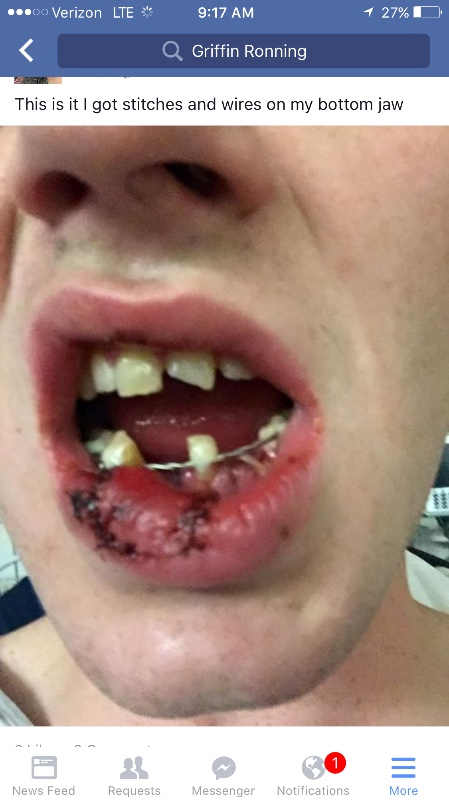 Verizon LTE 9:17 AM 27%
Griffin Ronning
This is it I got stitches and wires on my bottom jaw
1
News Feed Requests Messenger Notifications More